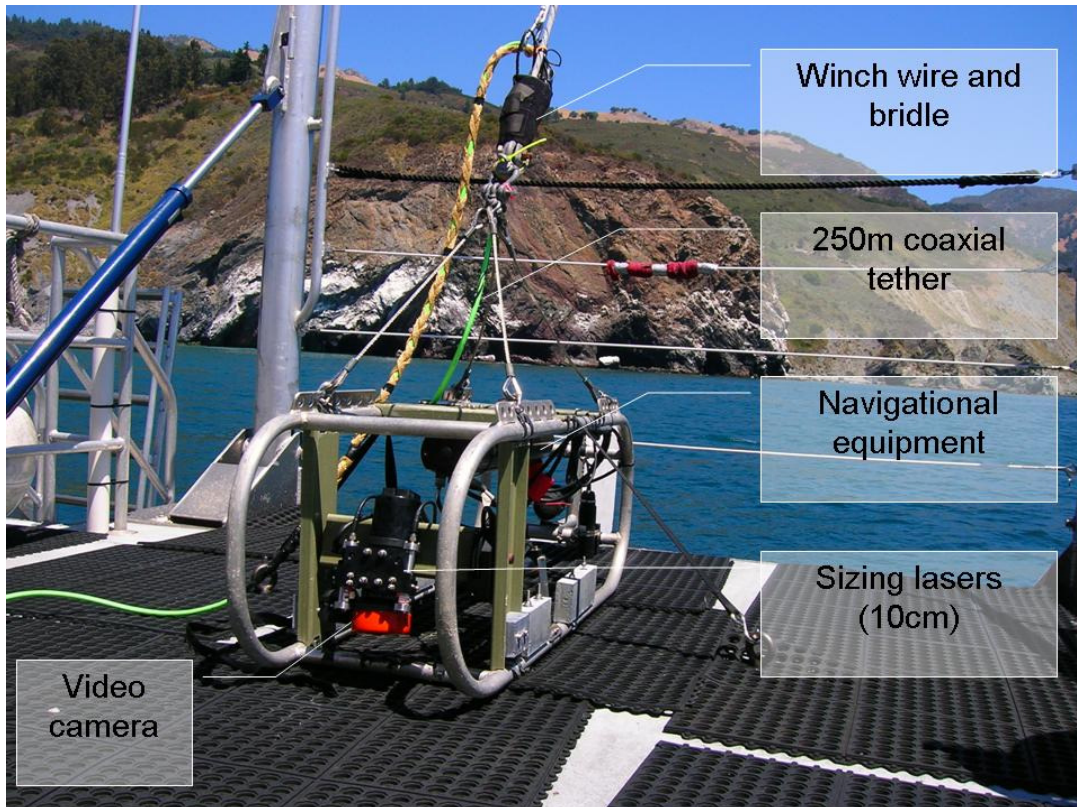 Winch wire and
bridle
250m coaxial
tether
Navigational
equipment
Sizing lasers
(10cm)
Video
camera